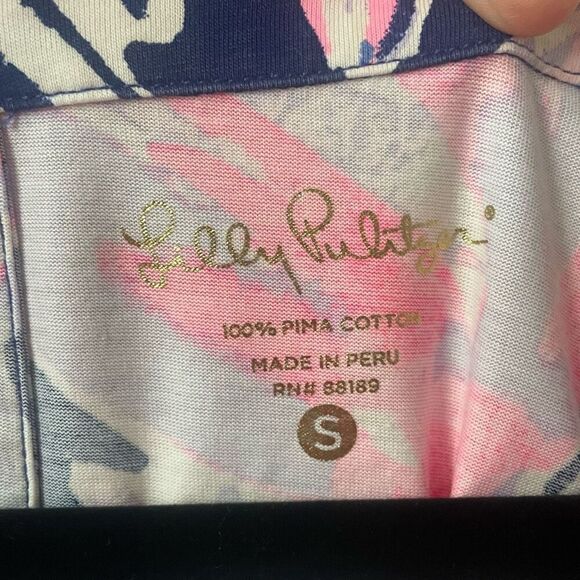 Lilly Pulitzer®
100% PIMA COTTON
MADE IN PERU
RN# 88189
S